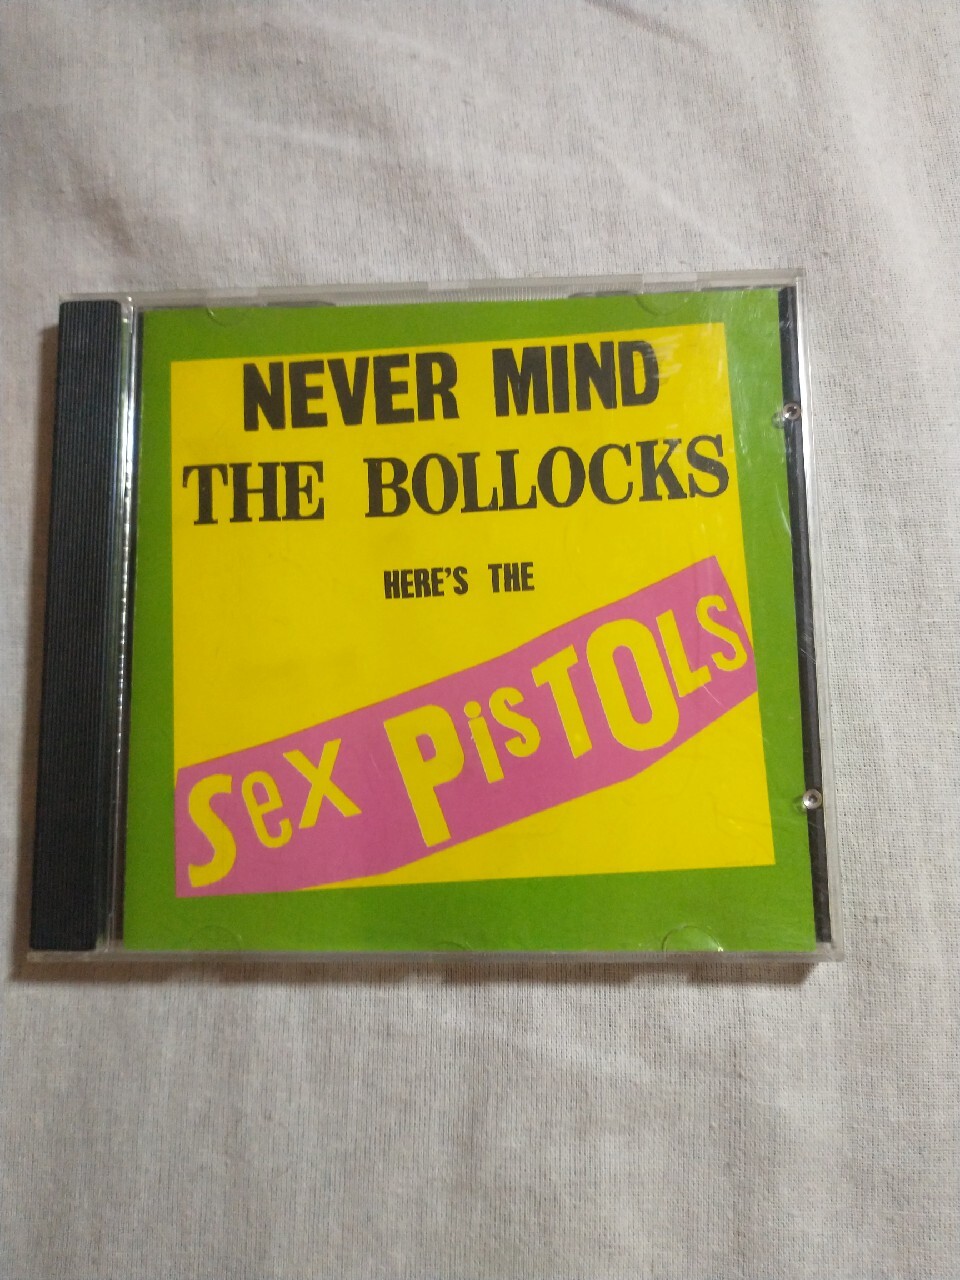 NEVER MIND
THE BOLLOCKS
HERE'S THE
Sex PisTOLS